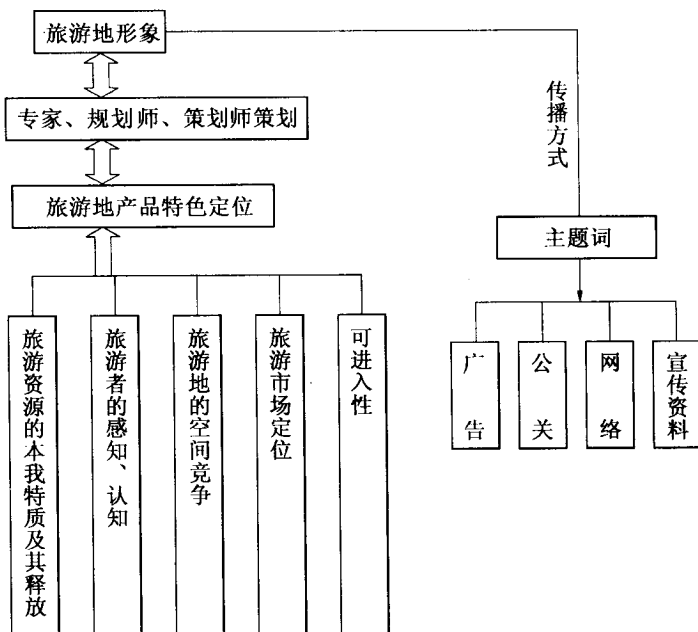 旅游地形象
专家、规划师、策划师策划
旅游地产品特色定位
旅游资源的本我特质及其释放
旅游者的感知、认知
旅游地的空间竞争
旅游市场定位
可进入性
传播方式
主题词
广告
公关
网络
宣传资料